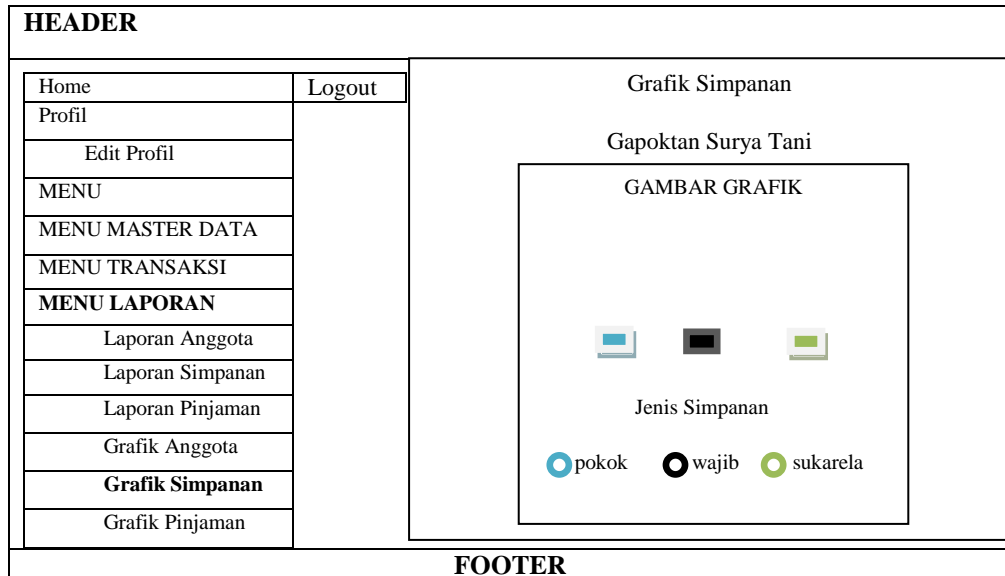 HEADER
Home
Logout
Profil
Edit Profil
MENU
MENU MASTER DATA
MENU TRANSAKSI
MENU LAPORAN
Laporan Anggota
Laporan Simpanan
Laporan Pinjaman
Grafik Anggota
Grafik Simpanan
Grafik Pinjaman
Grafik Simpanan
Gapoktan Surya Tani
GAMBAR GRAFIK
Jenis Simpanan
pokok wajib sukarela
FOOTER